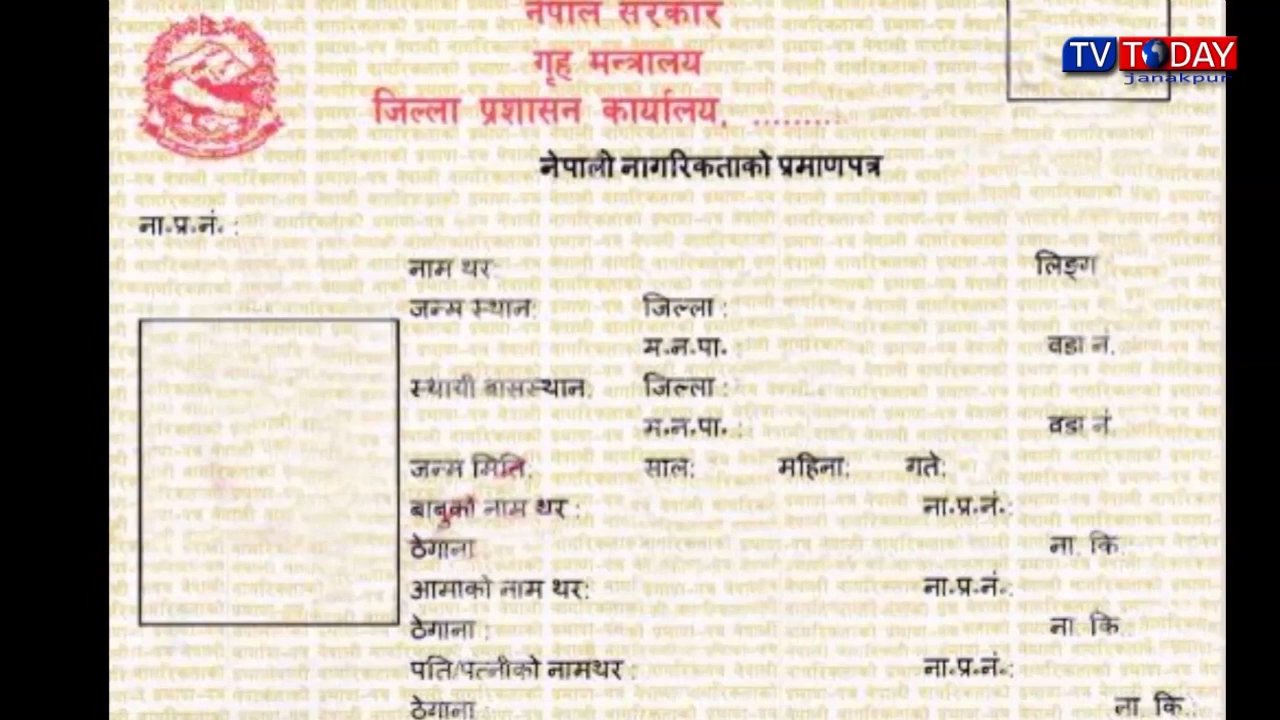 नेपाल सरकार
TV TODAY
गृह मन्त्रालय
janakpur
जिल्ला प्रशासन कार्यालय, .........
नेपाली नागरिकताको प्रमाणपत्र
ना.प्र.नं. :
नाम थर: लिङ्ग
जन्म स्थान: जिल्ला :
म.न.पा. : वडा नं.
स्थायी बासस्थान: जिल्ला :
म.न.पा. : वडा नं.
जन्म मिति: साल: महिना: गते:
बाबुको नाम थर : ना.प्र.नं.:
ठेगाना ना. कि.
आमाको नाम थर: ना.प्र.नं.:
ठेगाना : ना. कि.:
पति/पत्नीको नामथर : ना.प्र.नं.:
ठेगाना : ना. कि.: